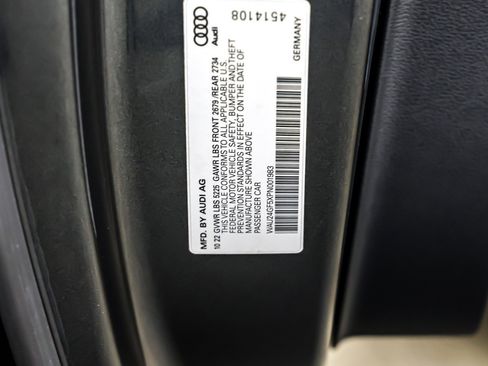 MFD. BY AUDI AG
10.22 GVWR LBS 5225 GAWR LBS FRONT 2679 /REAR 2734
THIS VEHICLE CONFORMS TO ALL APPLICABLE U.S.
FEDERAL MOTOR VEHICLE SAFETY, BUMPER AND THEFT
PREVENTION STANDARDS IN EFFECT ON THE DATE OF
MANUFACTURE SHOWN ABOVE.
PASSENGER CAR
WAU24GF5XPN001983
Audi
4514108
GERMANY